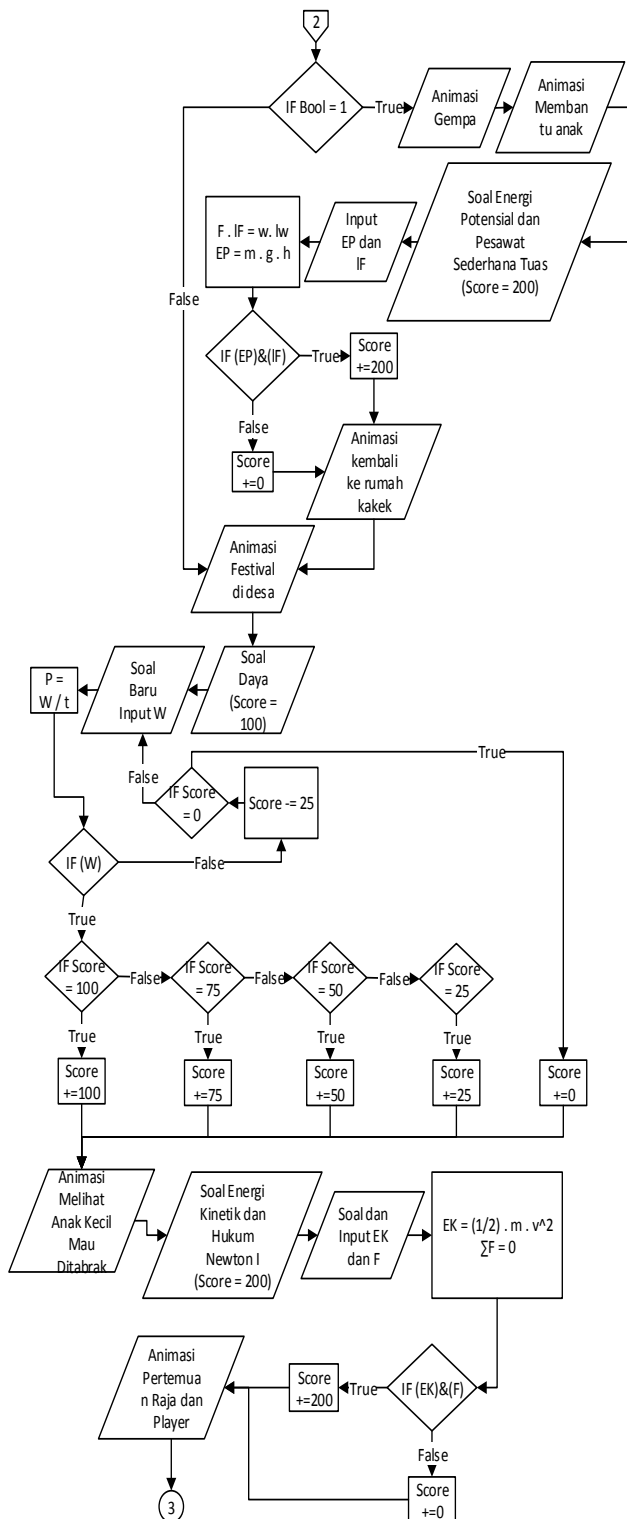 2
IF Bool = 1
True
Animasi
Gempa
Animasi
Memban
tu anak
Soal Energi
Potensial dan
Pesawat
Sederhana Tuas
(Score = 200)
Input
EP dan
lF
F . lF = w. lw
EP = m . g . h
False
IF (EP)&(lF)
True
Score
+=200
False
Score
+=0
Animasi
kembali
ke rumah
kakek
Animasi
Festival
di desa
Soal
Daya
(Score =
100)
Soal
Baru
Input W
P =
W / t
True
False
IF Score
= 0
Score -= 25
IF (W)
False
True
IF Score
= 100
False
IF Score
= 75
False
IF Score
= 50
False
IF Score
= 25
True
True
True
True
Score
+=100
Score
+=75
Score
+=50
Score
+=25
Score
+=0
Animasi
Melihat
Anak Kecil
Mau
Ditabrak
Soal Energi
Kinetik dan
Hukum
Newton I
(Score = 200)
Soal dan
Input EK
dan F
EK = (1/2) . m . v^2
∑F = 0
IF (EK)&(F)
True
Score
+=200
False
Score
+=0
Animasi
Pertemua
n Raja dan
Player
3